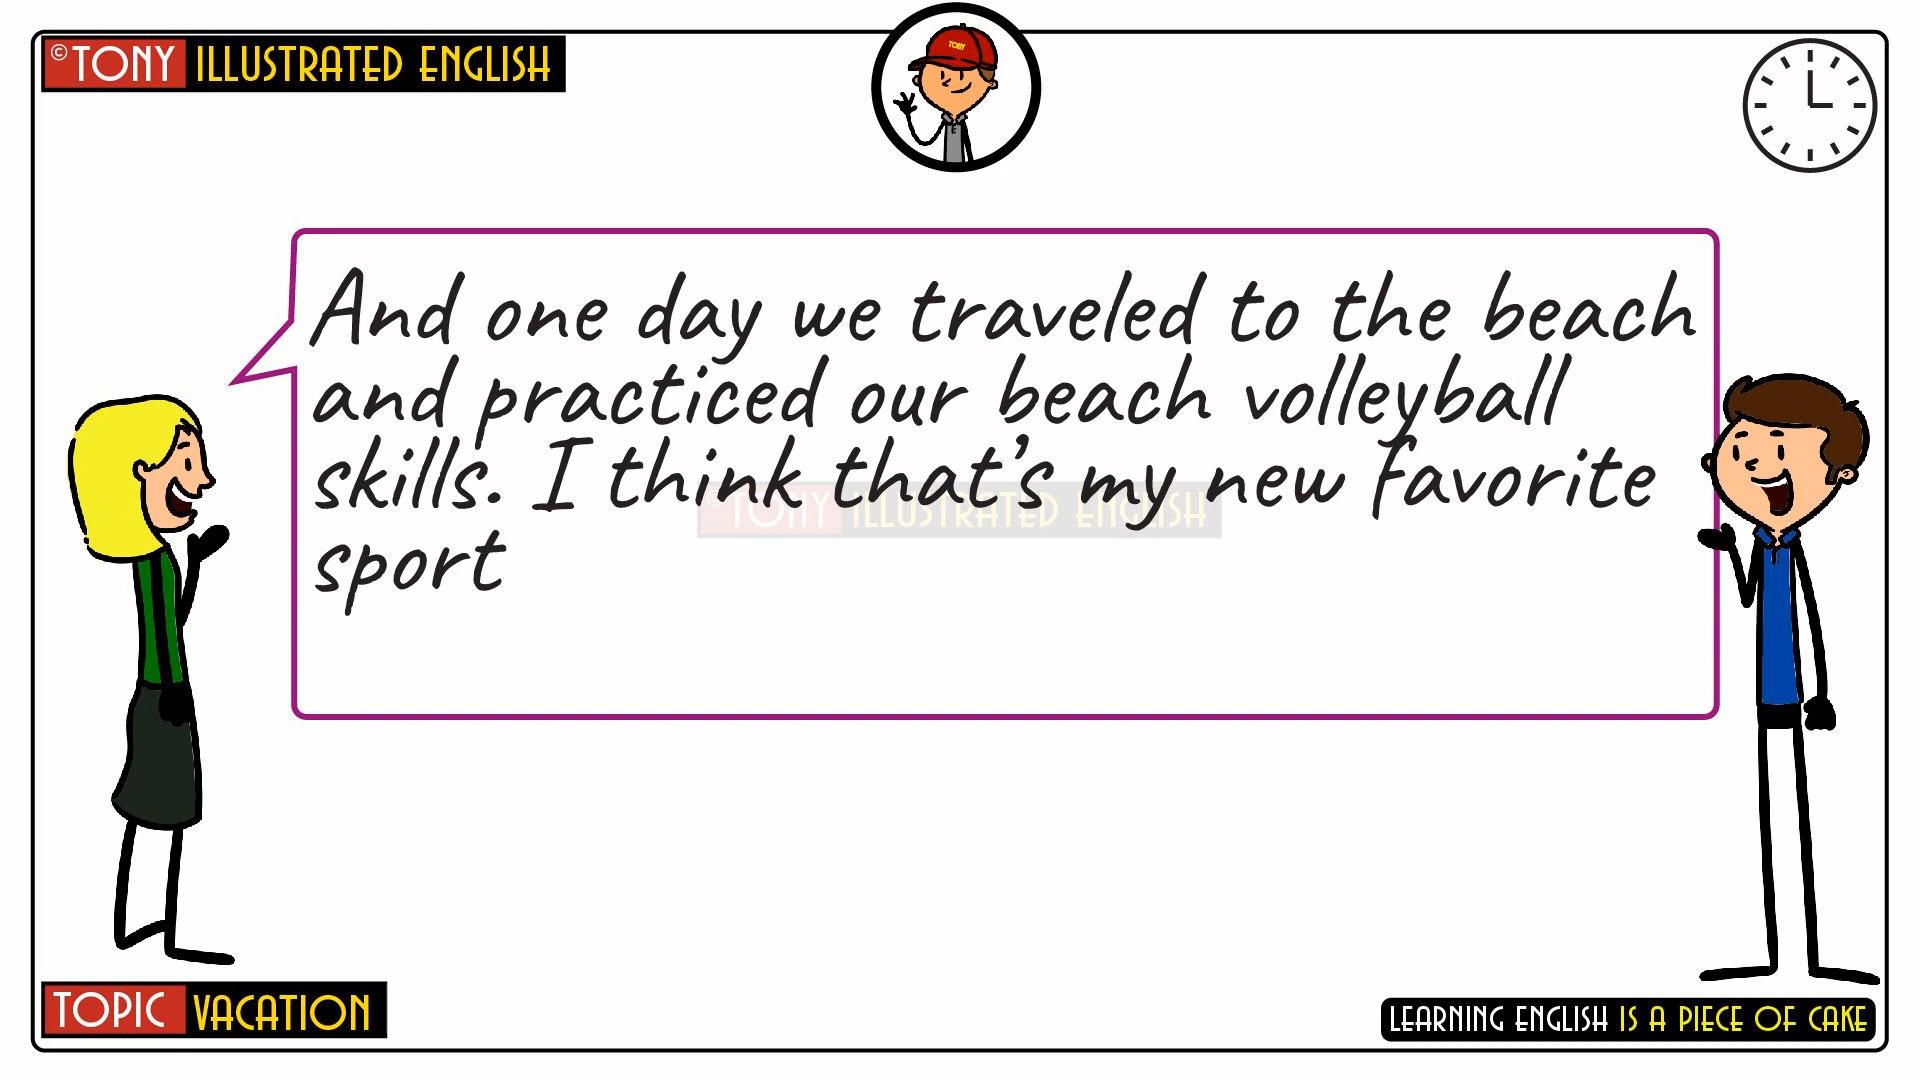 ©TONY ILLUSTRATED ENGLISH
TONY
And one day we traveled to the beach
and practiced our beach volleyball
skills. I think that's my new favorite
sport
©TONY ILLUSTRATED ENGLISH
TOPIC VACATION
LEARNING ENGLISH IS A PIECE OF CAKE